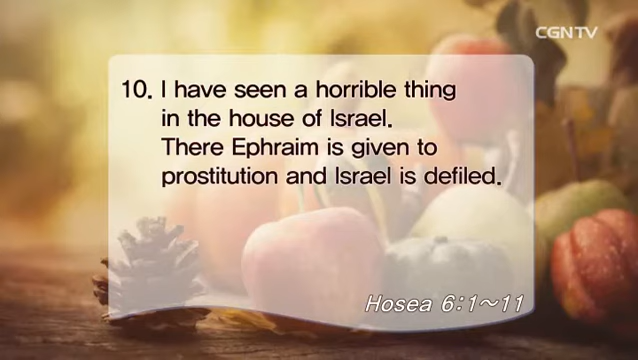 CGNTV
10. I have seen a horrible thing
in the house of Israel.
There Ephraim is given to
prostitution and Israel is defiled.
Hosea 6:1~11